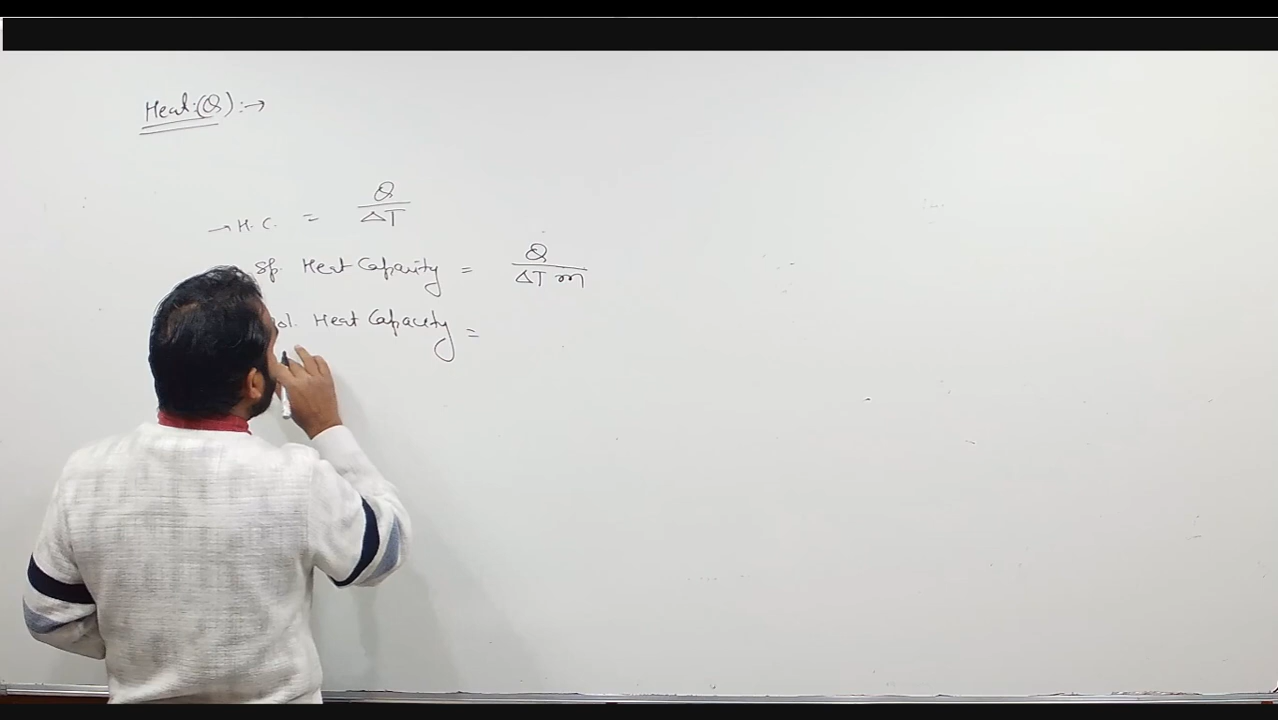 Heat:(Q):→
→ H.C. = Q / ΔT
Sp. Heat Capacity = Q / ΔT m
Heat Capacity =